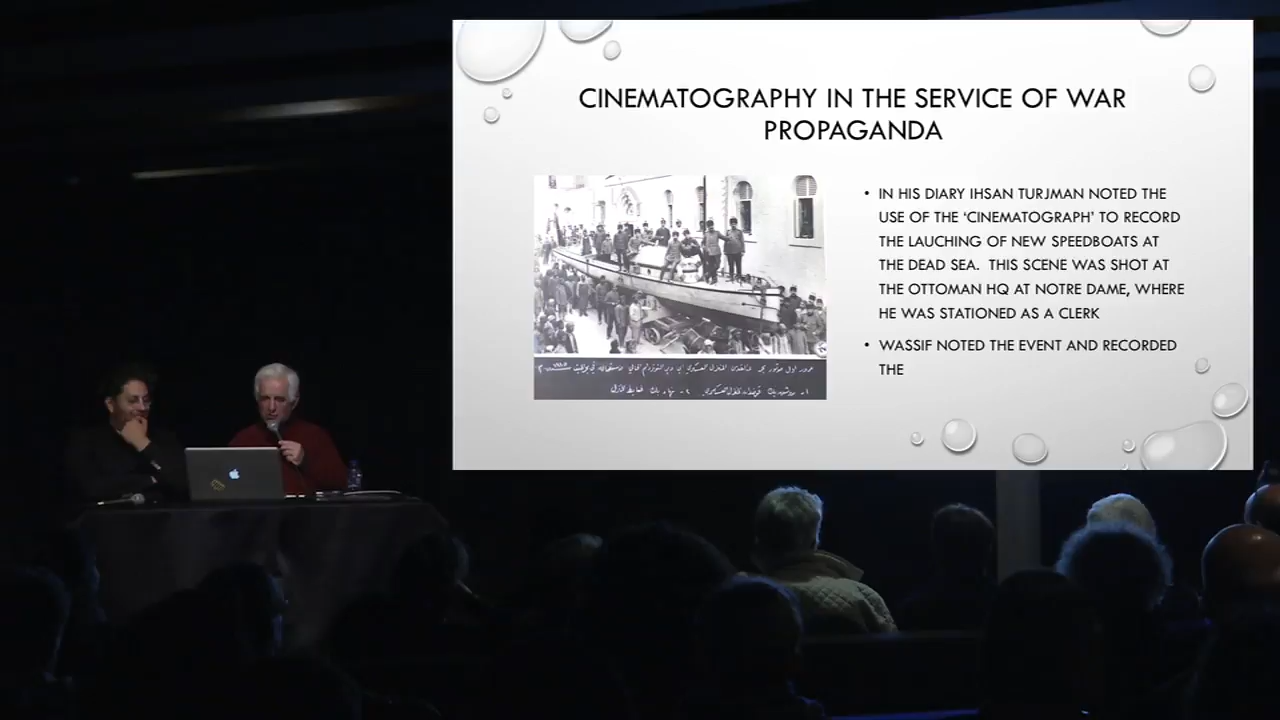 CINEMATOGRAPHY IN THE SERVICE OF WAR
PROPAGANDA
• IN HIS DIARY IHSAN TURJMAN NOTED THE
USE OF THE ‘CINEMATOGRAPH’ TO RECORD
THE LAUCHING OF NEW SPEEDBOATS AT
THE DEAD SEA. THIS SCENE WAS SHOT AT
THE OTTOMAN HQ AT NOTRE DAME, WHERE
HE WAS STATIONED AS A CLERK
• WASSIF NOTED THE EVENT AND RECORDED
THE